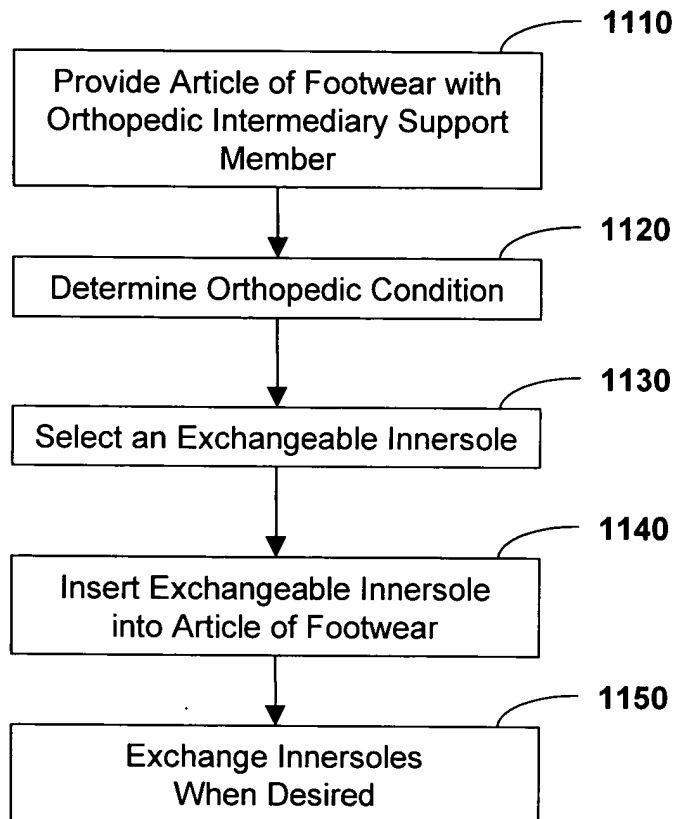 1110
Provide Article of Footwear with
Orthopedic Intermediary Support
Member
1120
Determine Orthopedic Condition
1130
Select an Exchangeable Innersole
1140
Insert Exchangeable Innersole
into Article of Footwear
1150
Exchange Innersoles
When Desired